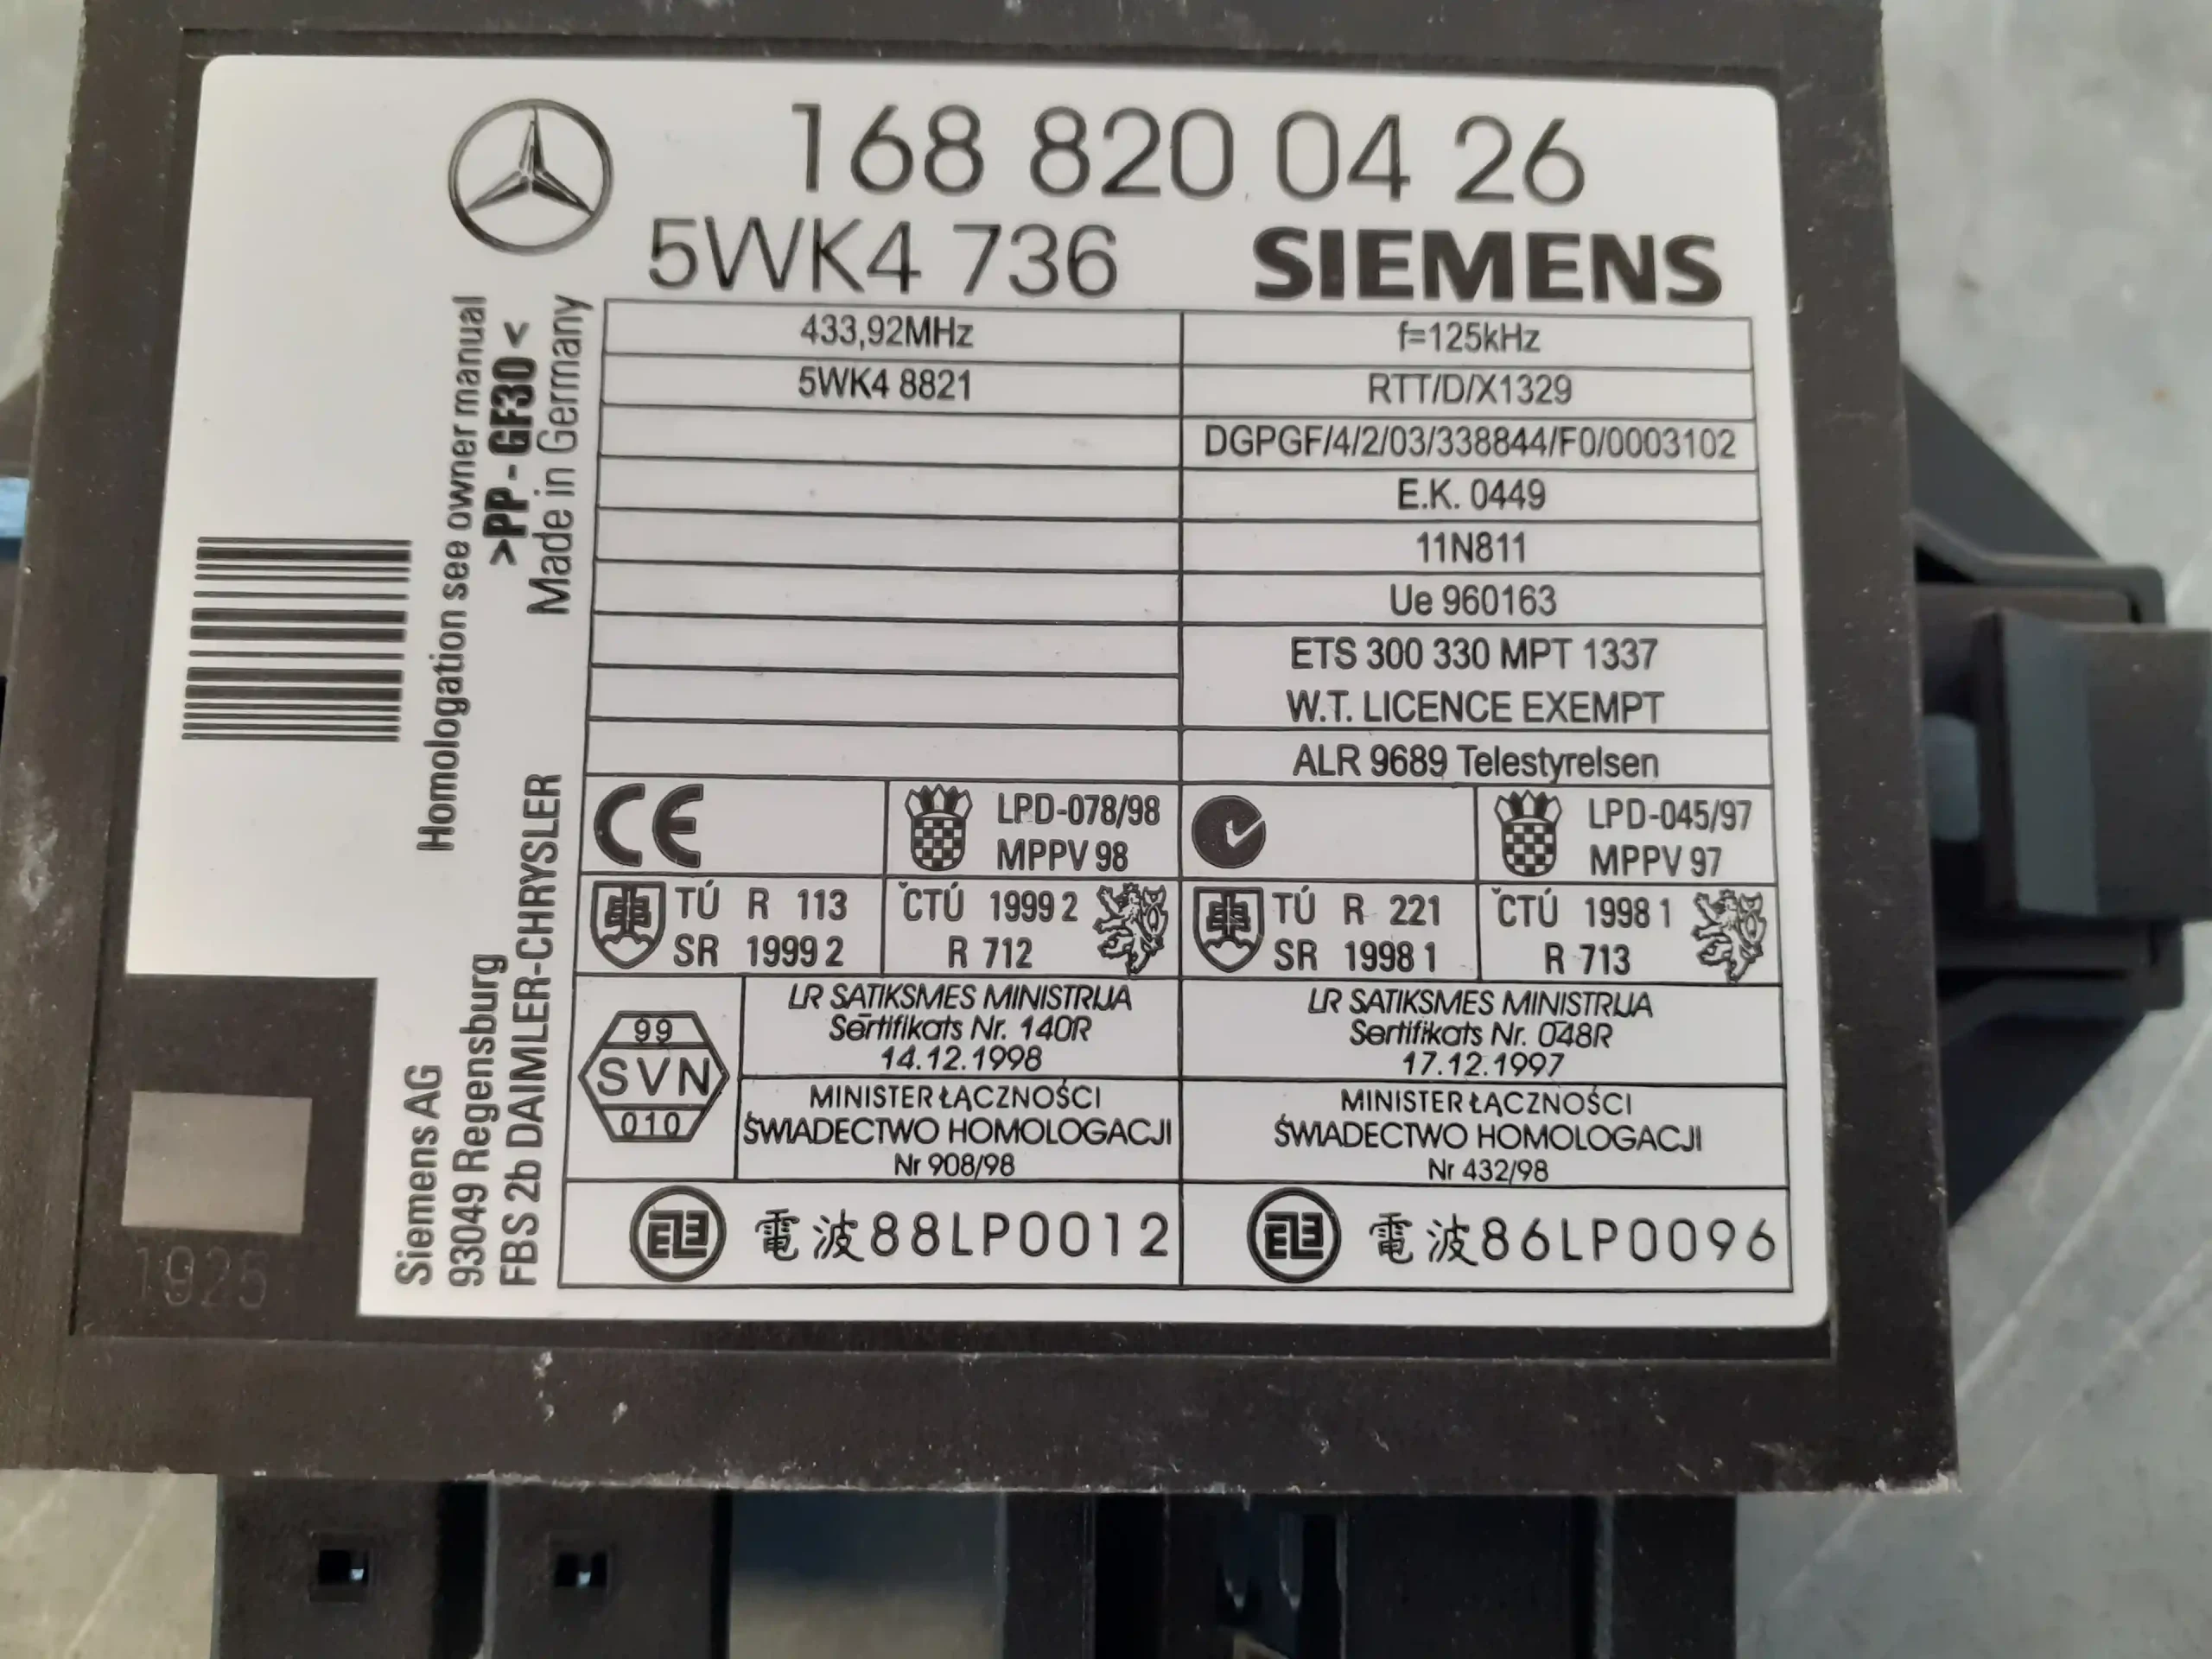 168 820 04 26
5WK4 736 SIEMENS
433,92MHz f=125kHz
5WK4 8821 RTT/D/X1329
DGPGF/4/2/03/338844/F0/0003102
E.K. 0449
11N811
Ue 960163
ETS 300 330 MPT 1337
W.T. LICENCE EXEMPT
ALR 9689 Telestyrelsen
CE
LPD-078/98
MPPV 98
LPD-045/97
MPPV 97
TÚ R 113
SR 1999 2
ČTÚ 1999 2
R 712
TÚ R 221
SR 1998 1
ČTÚ 1998 1
R 713
99
SVN
010
LR SATIKSMES MINISTRIJA
Sērtifikats Nr. 140R
14.12.1998
LR SATIKSMES MINISTRIJA
Sertifikats Nr. 048R
17.12.1997
MINISTER ŁĄCZNOŚCI
ŚWIADECTWO HOMOLOGACJI
Nr 908/98
MINISTER ŁĄCZNOŚCI
ŚWIADECTWO HOMOLOGACJI
Nr 432/98
電波88LP0012
電波86LP0096
Homologation see owner manual
>PP-GF30<
Made in Germany
Siemens AG
93049 Regensburg
FBS 2b DAIMLER-CHRYSLER
1925